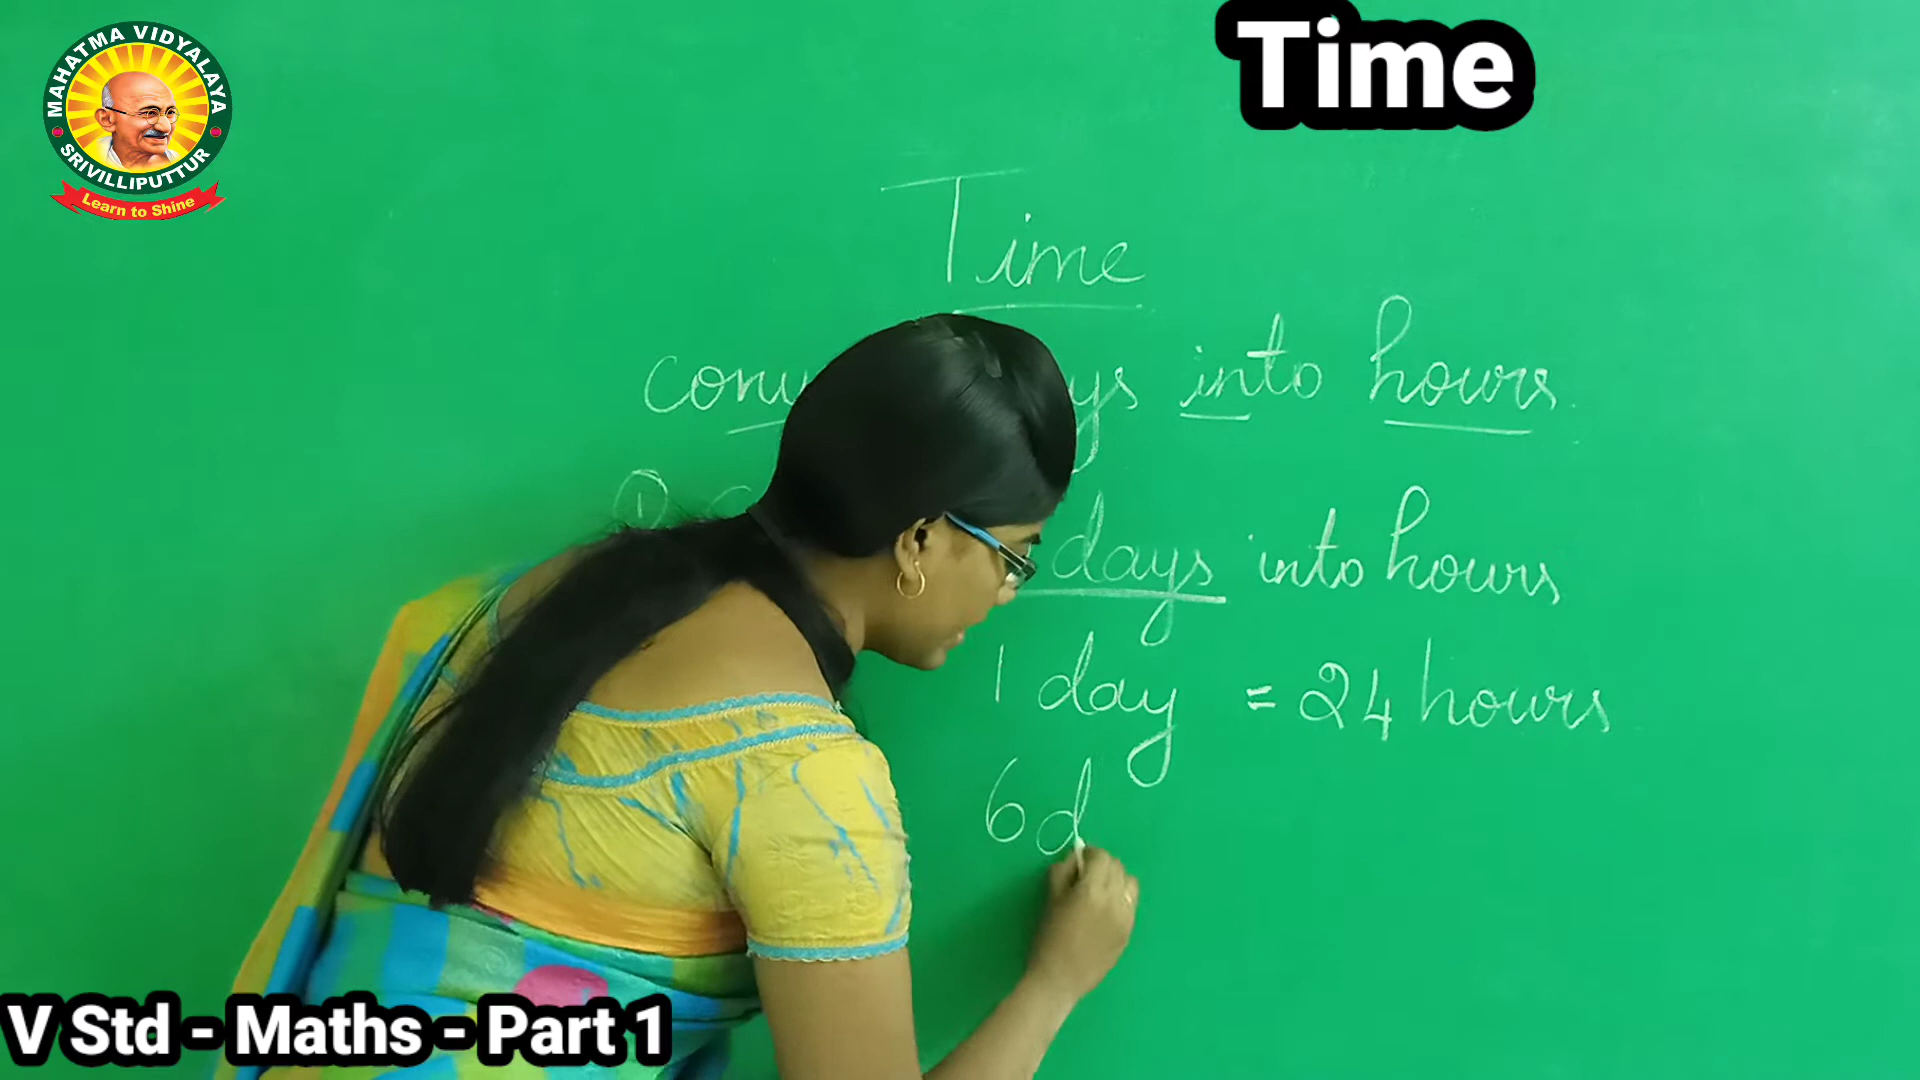 MAHATMA VIDYALAYA
SRIVILLIPUTTUR
Learn to Shine
Time
Time
into hours
days into hours
1 day = 24 hours
6 d
V Std - Maths - Part 1